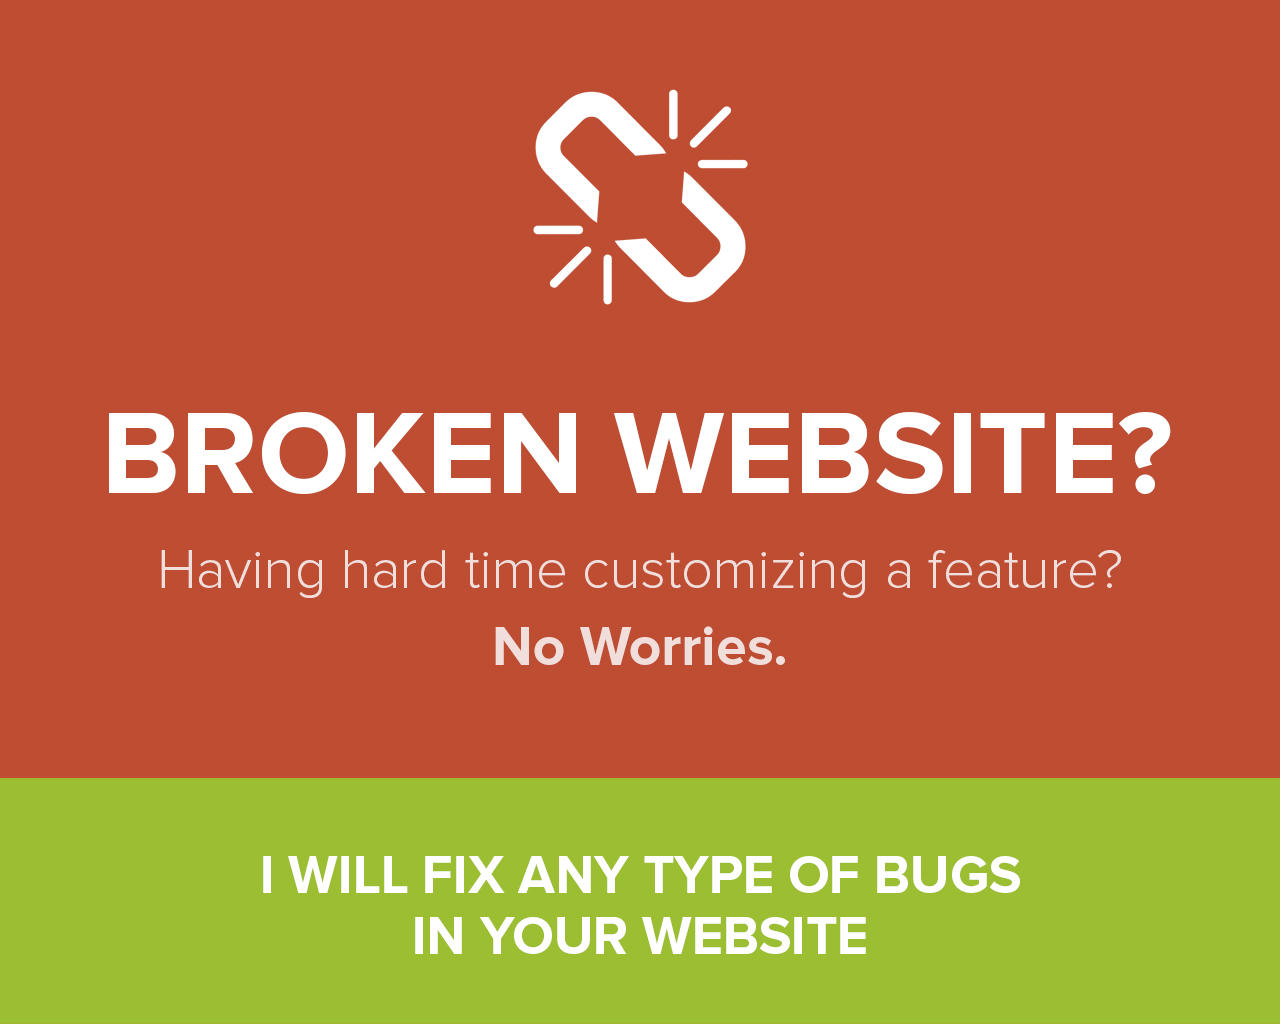 BROKEN WEBSITE?
Having hard time customizing a feature?
No Worries.
I WILL FIX ANY TYPE OF BUGS
IN YOUR WEBSITE